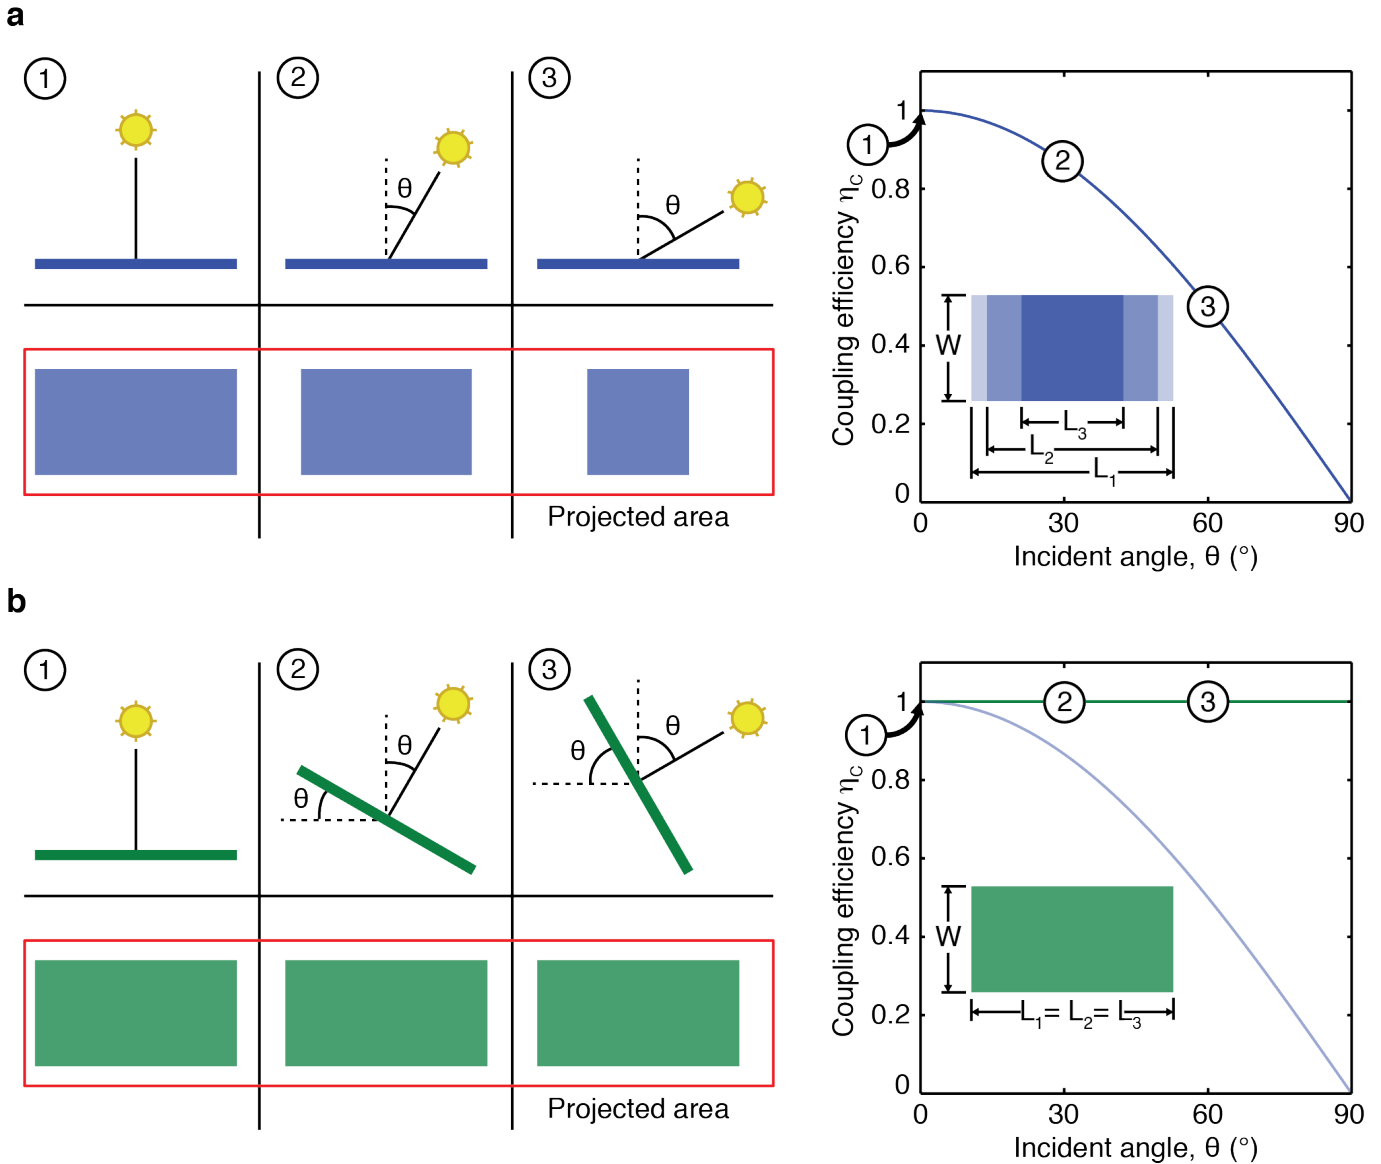 a
1
2
3
θ
θ
Projected area
Coupling efficiency ηC
1
0.8
0.6
0.4
0.2
0
1
2
3
W
L3
L2
L1
0
30
60
90
Incident angle, θ (°)
b
1
2
3
θ
θ
θ
θ
Projected area
Coupling efficiency ηC
1
0.8
0.6
0.4
0.2
0
1
2
3
W
L1= L2= L3
0
30
60
90
Incident angle, θ (°)